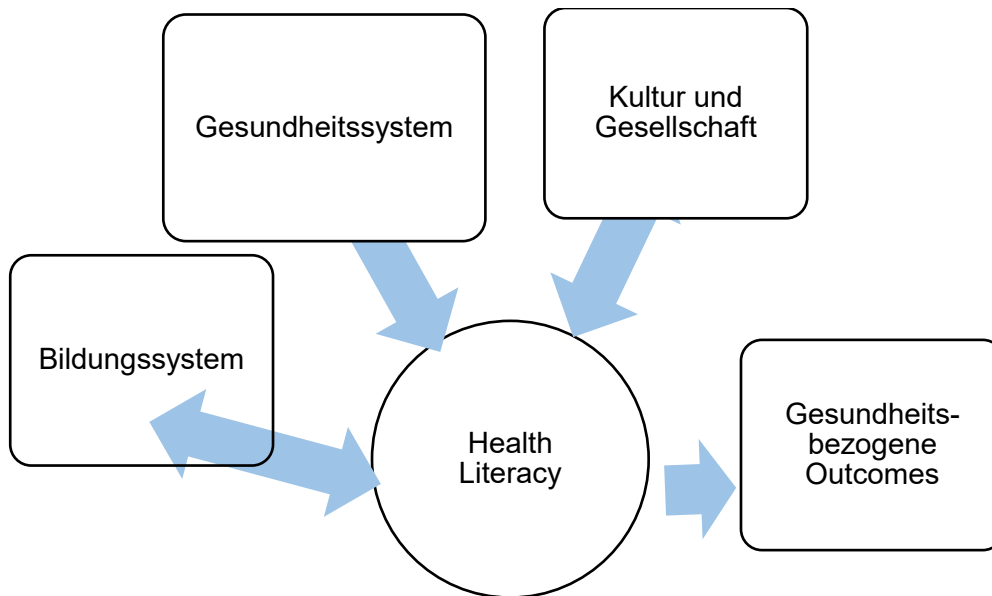 Gesundheitssystem
Kultur und
Gesellschaft
Bildungssystem
Health
Literacy
Gesundheits-
bezogene
Outcomes